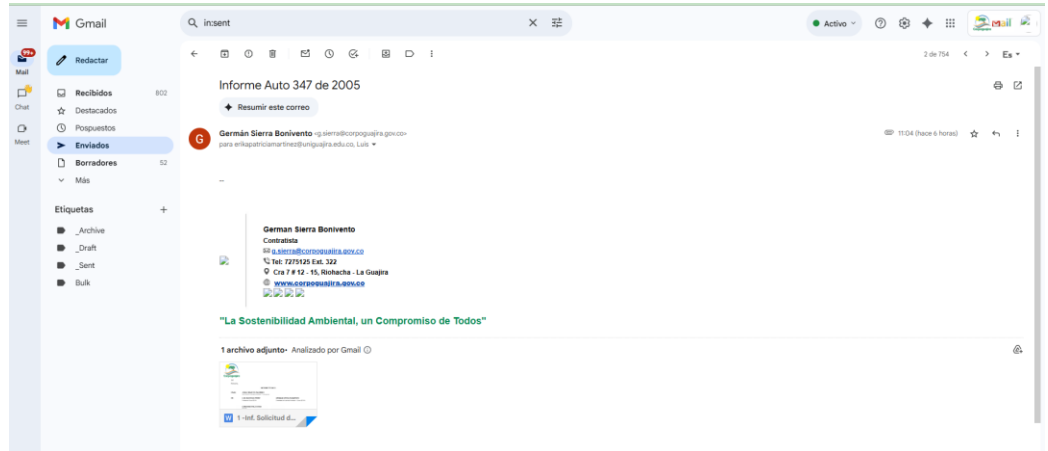 Gmail
in:sent
Activo
Mail
99+
Mail
Chat
Meet
Redactar
Recibidos 802
Destacados
Pospuestos
Enviados
Borradores 52
Más
Etiquetas
_Archive
_Draft
_Sent
Bulk
2 de 754
Es
Informe Auto 347 de 2005
Resumir este correo
G
Germán Sierra Bonivento <g.sierra@corpoguajira.gov.co>
para erikapatriciamartinez@uniguajira.edu.co, Luis
11:04 (hace 6 horas)
--
German Sierra Bonivento
Contratista
g.sierra@corpoguajira.gov.co
Tel: 7275125 Ext. 322
Cra 7 # 12 - 15, Riohacha - La Guajira
www.corpoguajira.gov.co
"La Sostenibilidad Ambiental, un Compromiso de Todos"
1 archivo adjunto • Analizado por Gmail
W 1 -Inf. Solicitud d...